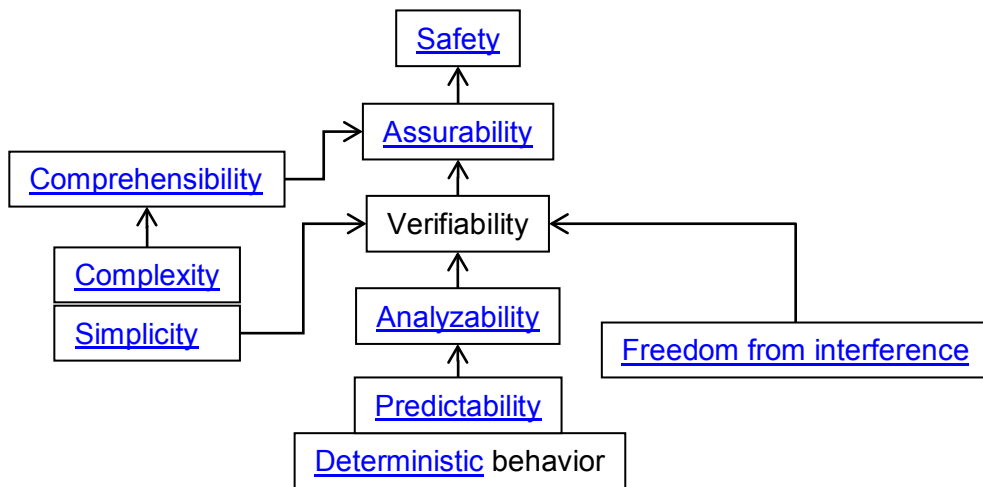 Safety
Assurability
Comprehensibility
Verifiability
Complexity
Simplicity
Analyzability
Freedom from interference
Predictability
Deterministic behavior